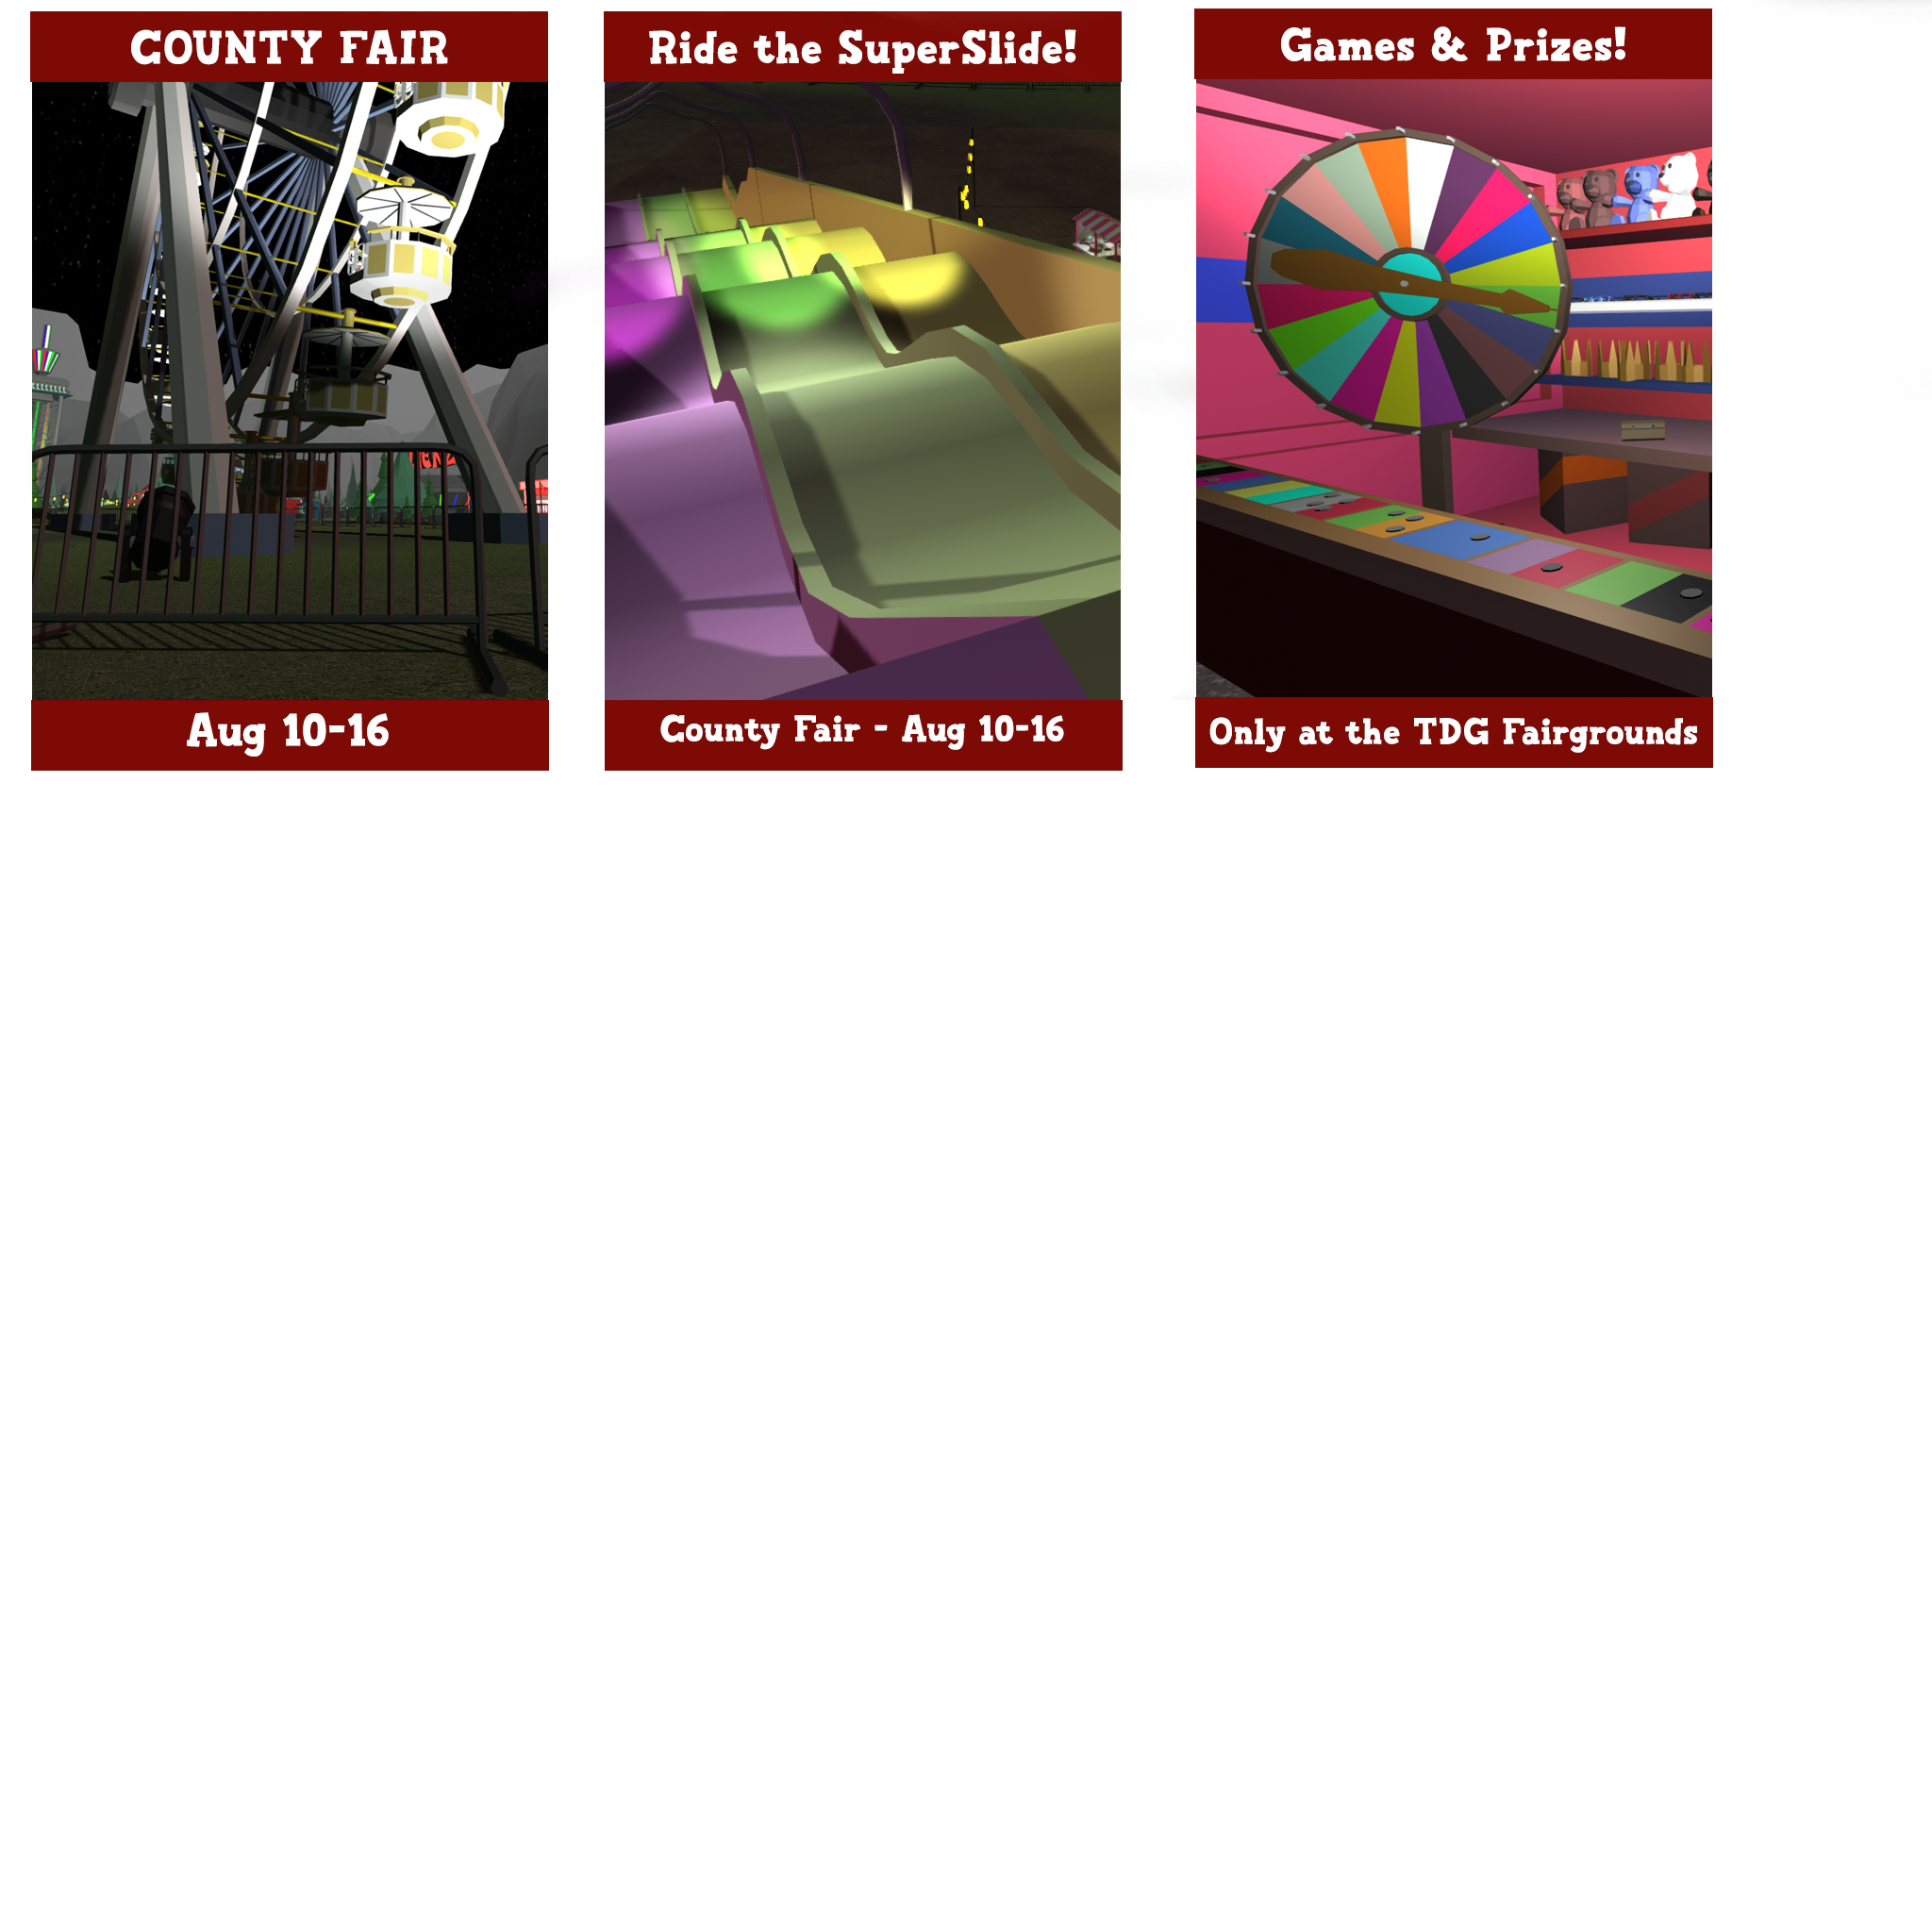 COUNTY FAIR
Aug 10-16
Ride the SuperSlide!
County Fair - Aug 10-16
Games & Prizes!
Only at the TDG Fairgrounds